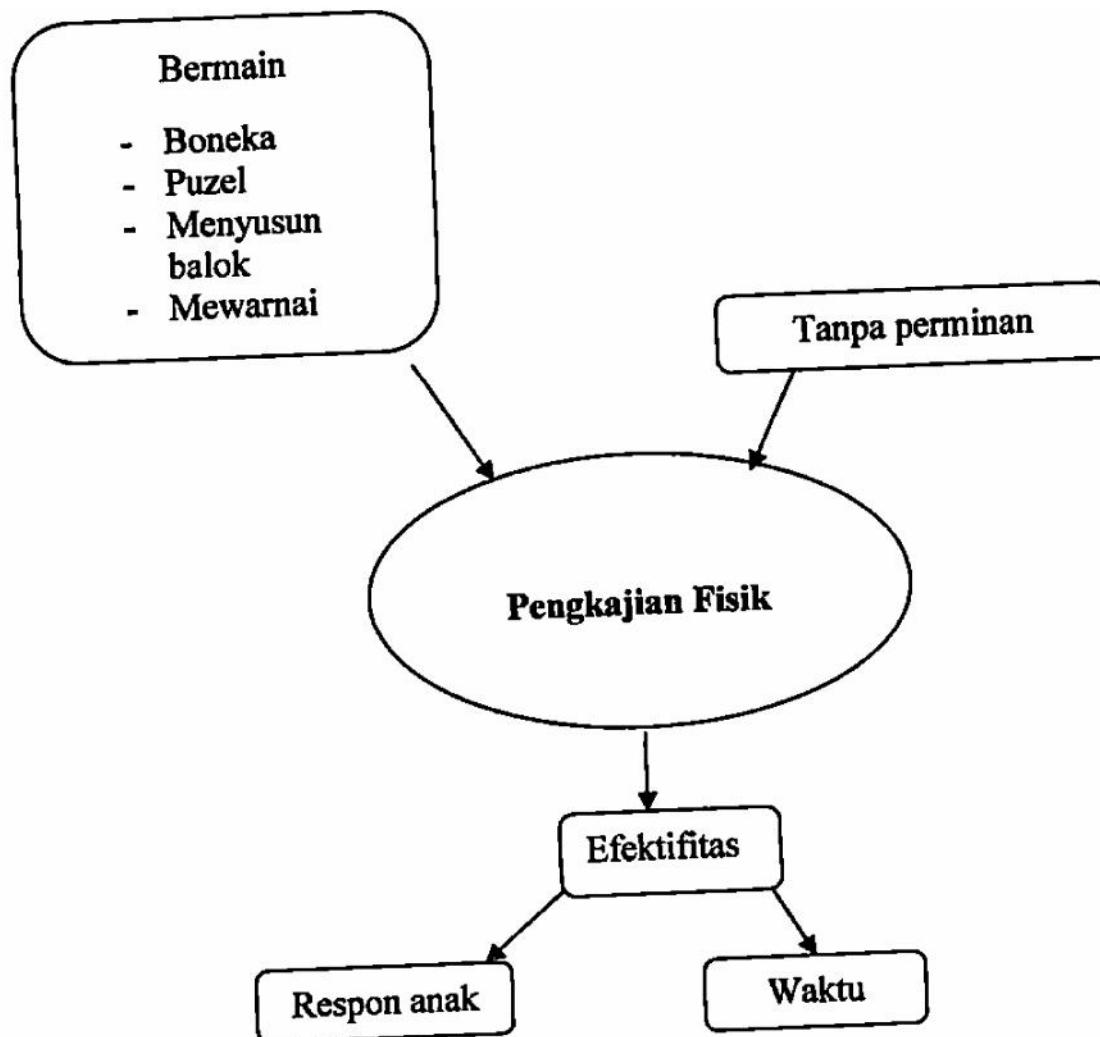 Bermain
- Boneka
- Puzel
- Menyusun
balok
- Mewarnai
Tanpa perminan
Pengkajian Fisik
Efektifitas
Respon anak
Waktu